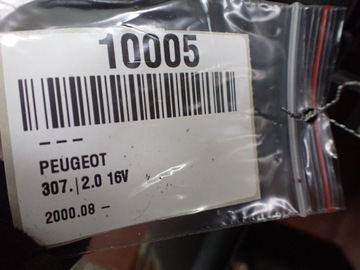 10005
---
PEUGEOT
307. | 2.0 16V
2000.08 -